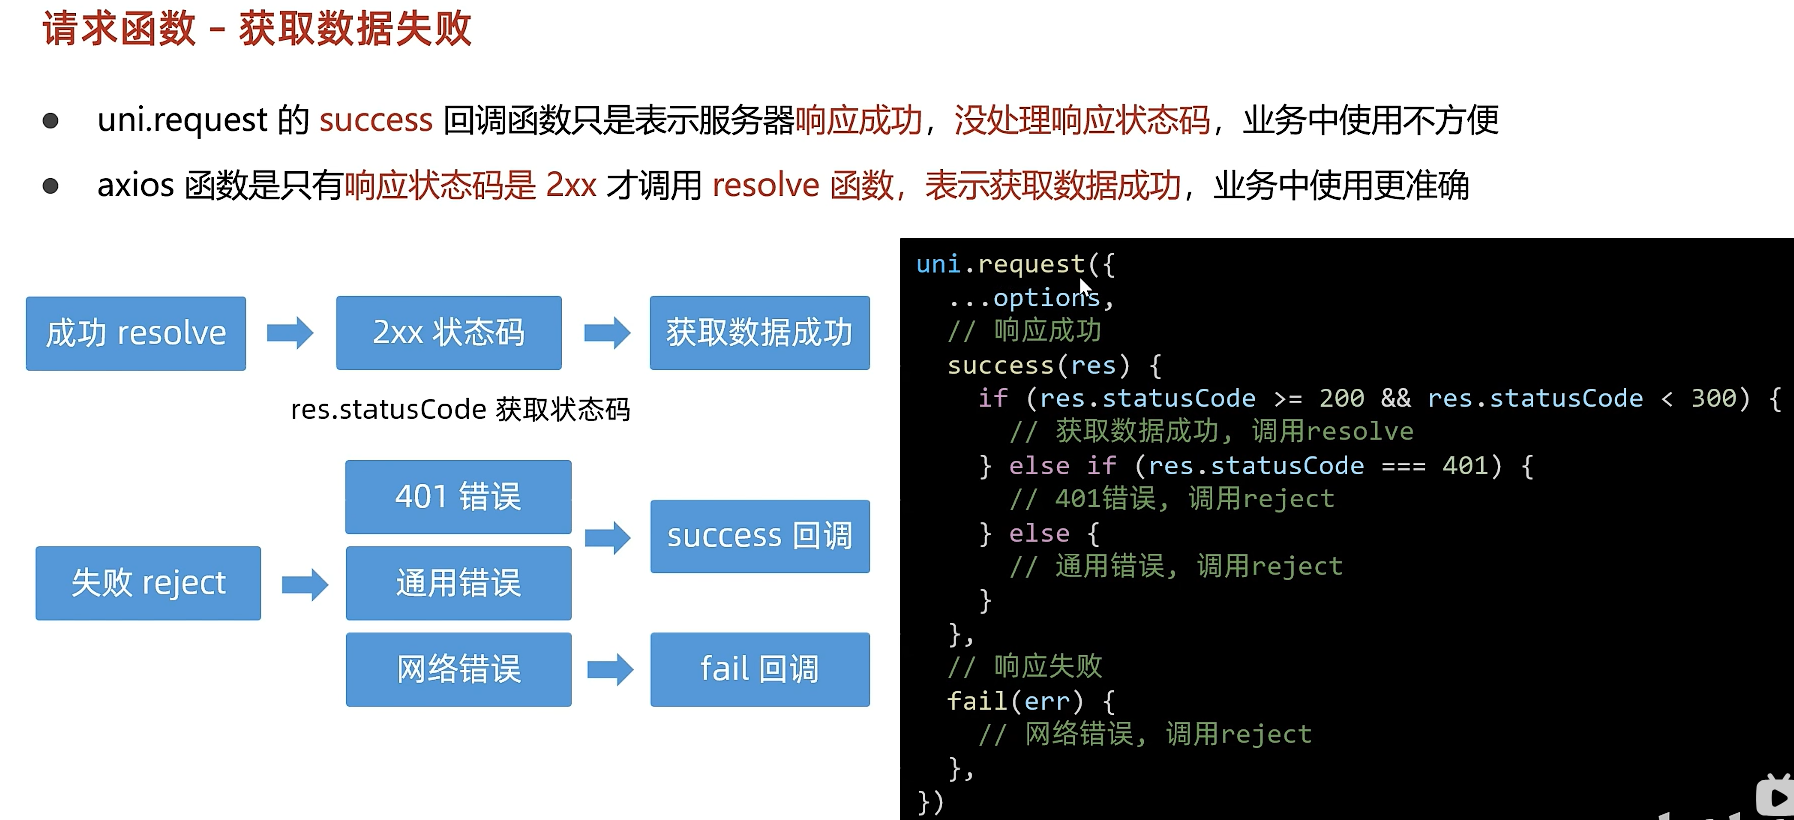 请求函数 – 获取数据失败
● uni.request 的 success 回调函数只是表示服务器响应成功，没处理响应状态码，业务中使用不方便
● axios 函数是只有响应状态码是 2xx 才调用 resolve 函数，表示获取数据成功，业务中使用更准确
成功 resolve
2xx 状态码
获取数据成功
res.statusCode 获取状态码
失败 reject
401 错误
通用错误
网络错误
success 回调
fail 回调
uni.request({
  ...options,
  // 响应成功
  success(res) {
    if (res.statusCode >= 200 && res.statusCode < 300) {
      // 获取数据成功, 调用resolve
    } else if (res.statusCode === 401) {
      // 401错误, 调用reject
    } else {
      // 通用错误, 调用reject
    }
  },
  // 响应失败
  fail(err) {
    // 网络错误, 调用reject
  },
})